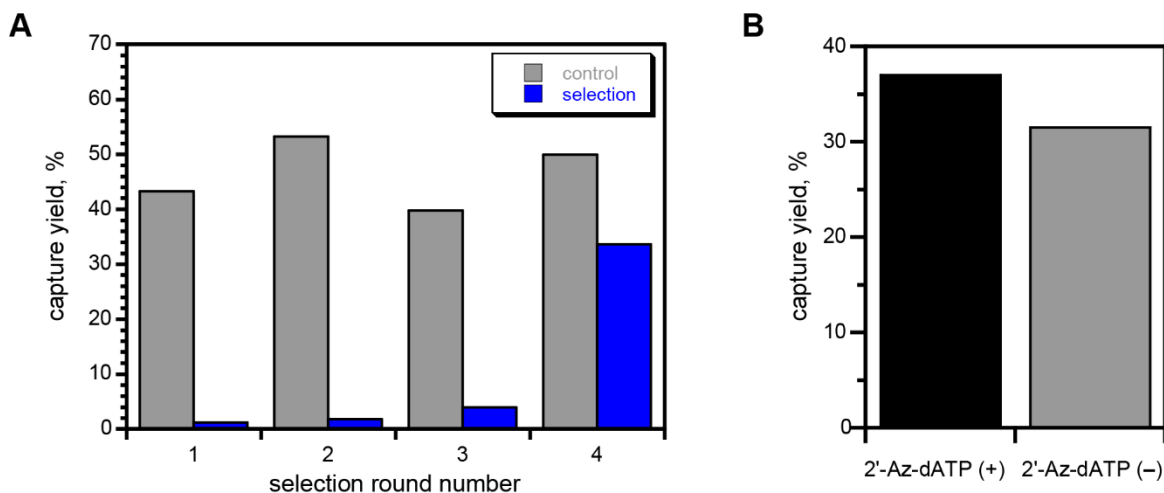 A
70
60
50
40
30
20
10
0
capture yield, %
control
selection
1 2 3 4
selection round number
B
40
30
20
10
0
capture yield, %
2'-Az-dATP (+) 2'-Az-dATP (–)